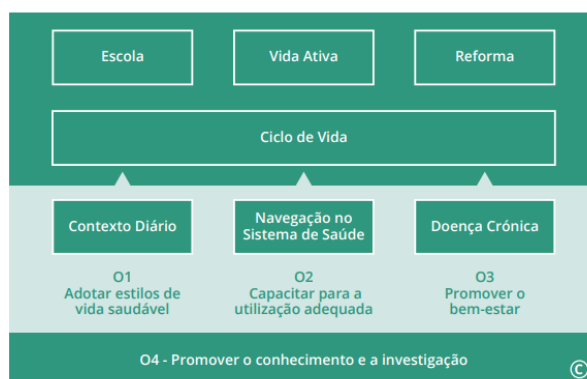 Escola
Vida Ativa
Reforma
Ciclo de Vida
Contexto Diário
Navegação no
Sistema de Saúde
Doença Crónica
O1
Adotar estilos de
vida saudável
O2
Capacitar para a
utilização adequada
O3
Promover o
bem-estar
O4 - Promover o conhecimento e a investigação
©